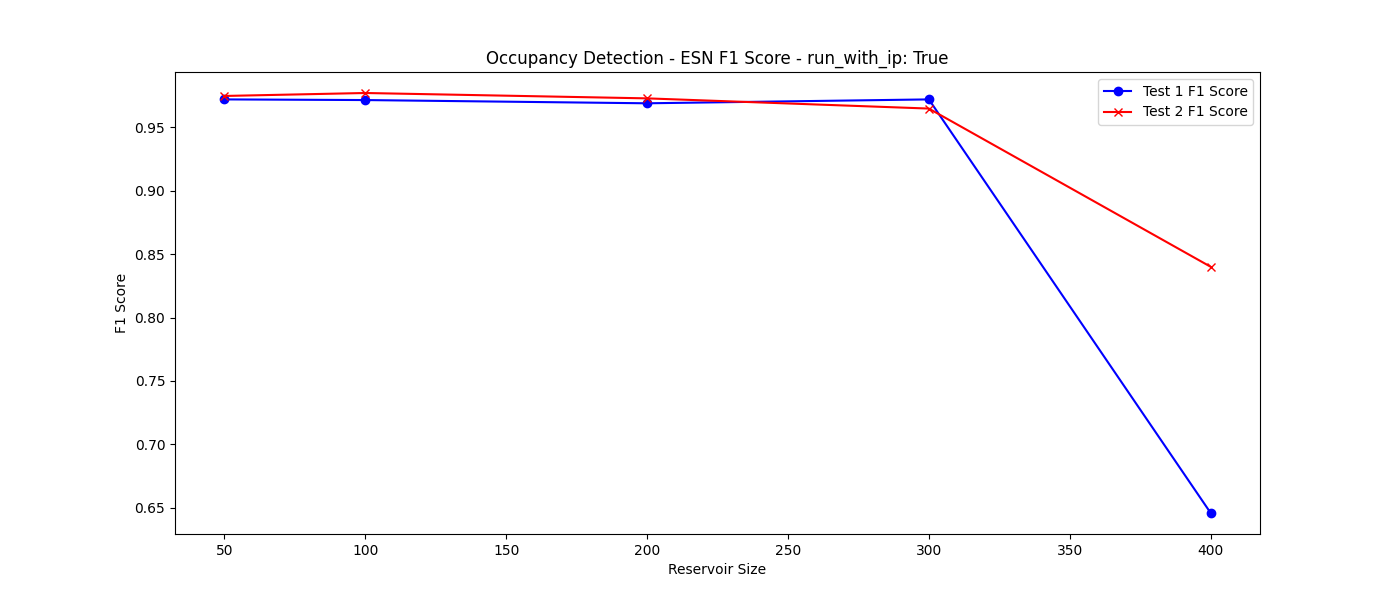 Occupancy Detection - ESN F1 Score - run_with_ip: True
Test 1 F1 Score
Test 2 F1 Score
F1 Score
0.95
0.90
0.85
0.80
0.75
0.70
0.65
50 100 150 200 250 300 350 400
Reservoir Size